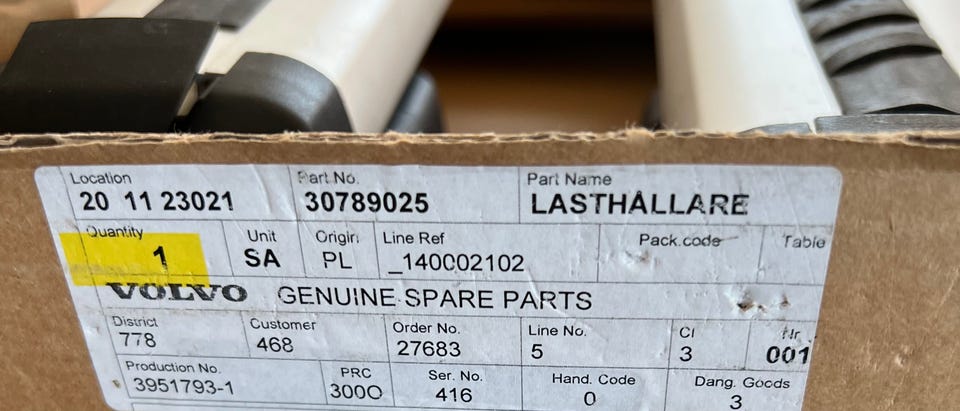 Location Part No. Part Name
20 11 23021 30789025 LASTHÅLLARE
Quantity Unit Origin Line Ref Pack.code Table
1 SA PL _140002102
VOLVO GENUINE SPARE PARTS
District Customer Order No. Line No. CI Nr.
778 468 27683 5 3 001
Production No. PRC Ser. No. Hand. Code Dang. Goods
3951793-1 3000 416 0 3